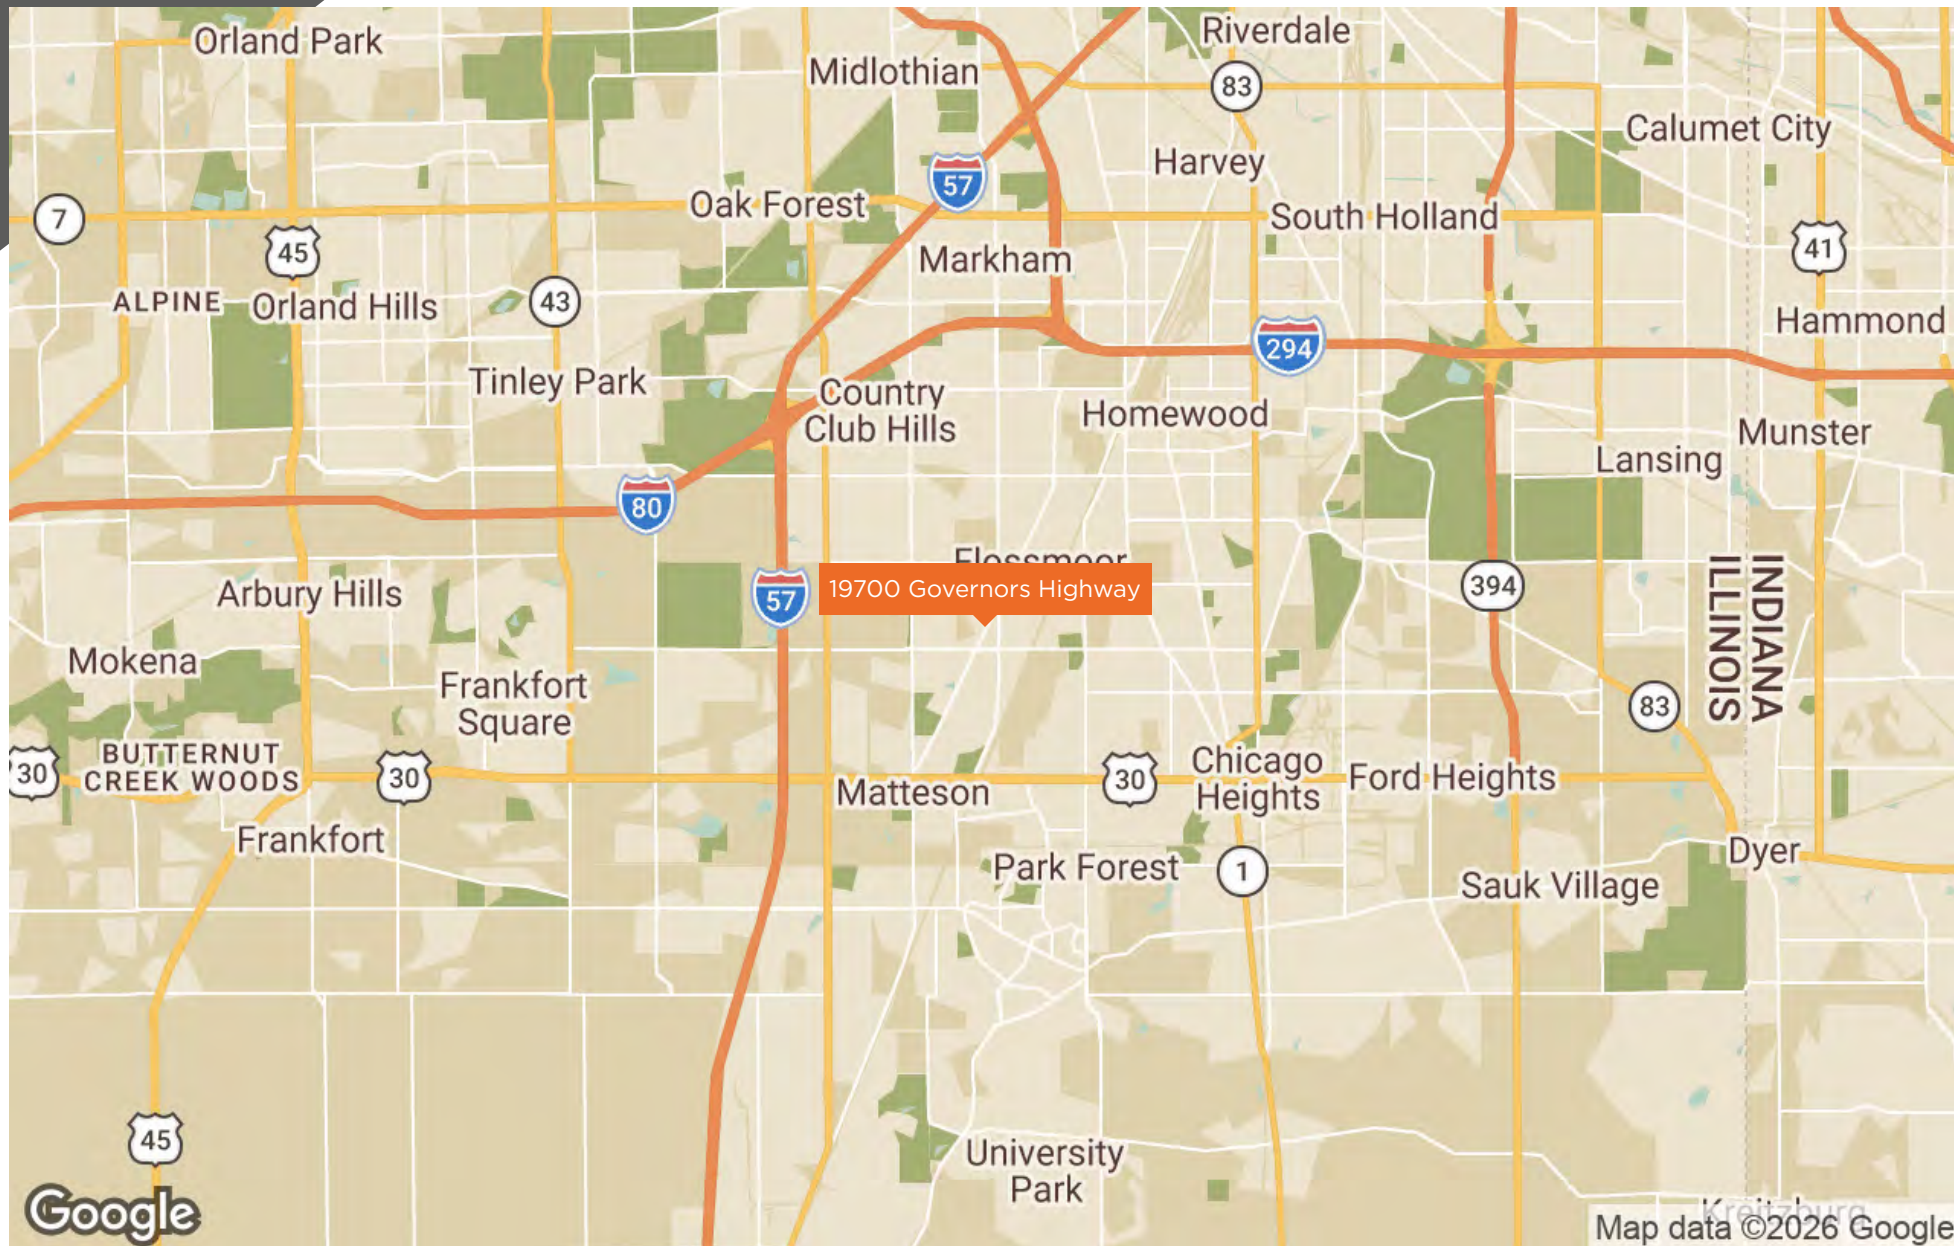 Orland Park
Riverdale
Midlothian
83
Calumet City
Harvey
57
Oak Forest
7
South Holland
45
Markham
41
ALPINE
Orland Hills
43
Hammond
294
Tinley Park
Country
Club Hills
Homewood
Munster
Lansing
80
Flossmoor
57
19700 Governors Highway
394
Arbury Hills
INDIANA
ILLINOIS
Mokena
Frankfort
Square
83
30
BUTTERNUT
CREEK WOODS
30
Matteson
30
Chicago
Heights
Ford Heights
Frankfort
Dyer
Park Forest
1
Sauk Village
45
University
Park
Kreitzburg
Google
Map data ©2026 Google